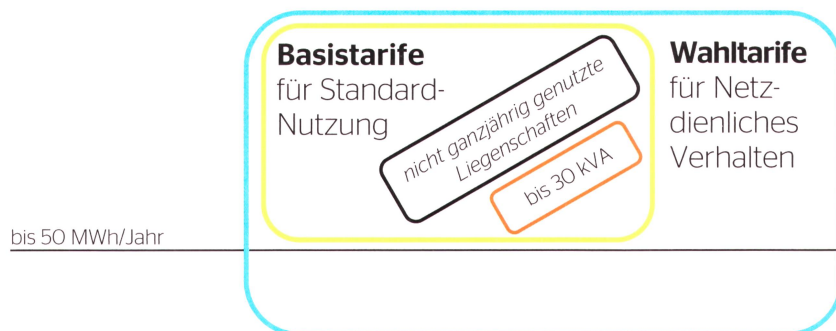 Basistarife
für Standard-
Nutzung
nicht ganzjährig genutzte
Liegenschaften
bis 30 kVA
Wahltarife
für Netz-
dienliches
Verhalten
bis 50 MWh/Jahr